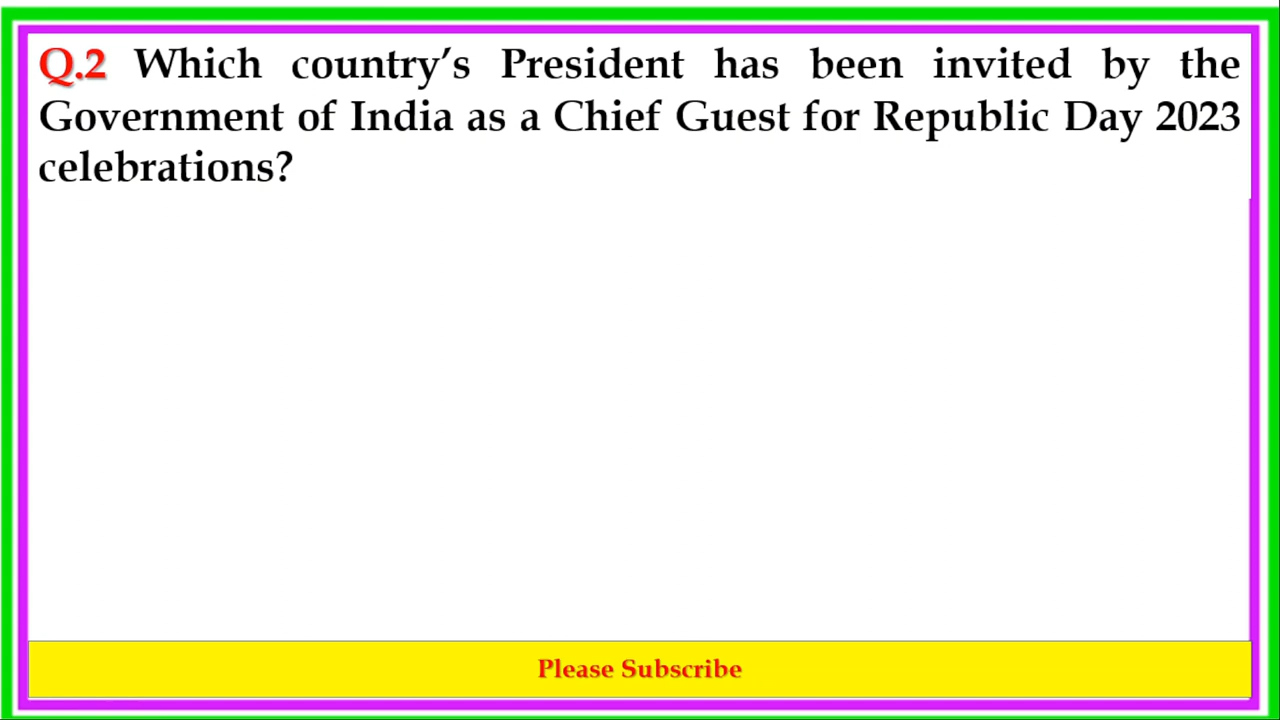 Q.2 Which country’s President has been invited by the
Government of India as a Chief Guest for Republic Day 2023
celebrations?
Please Subscribe